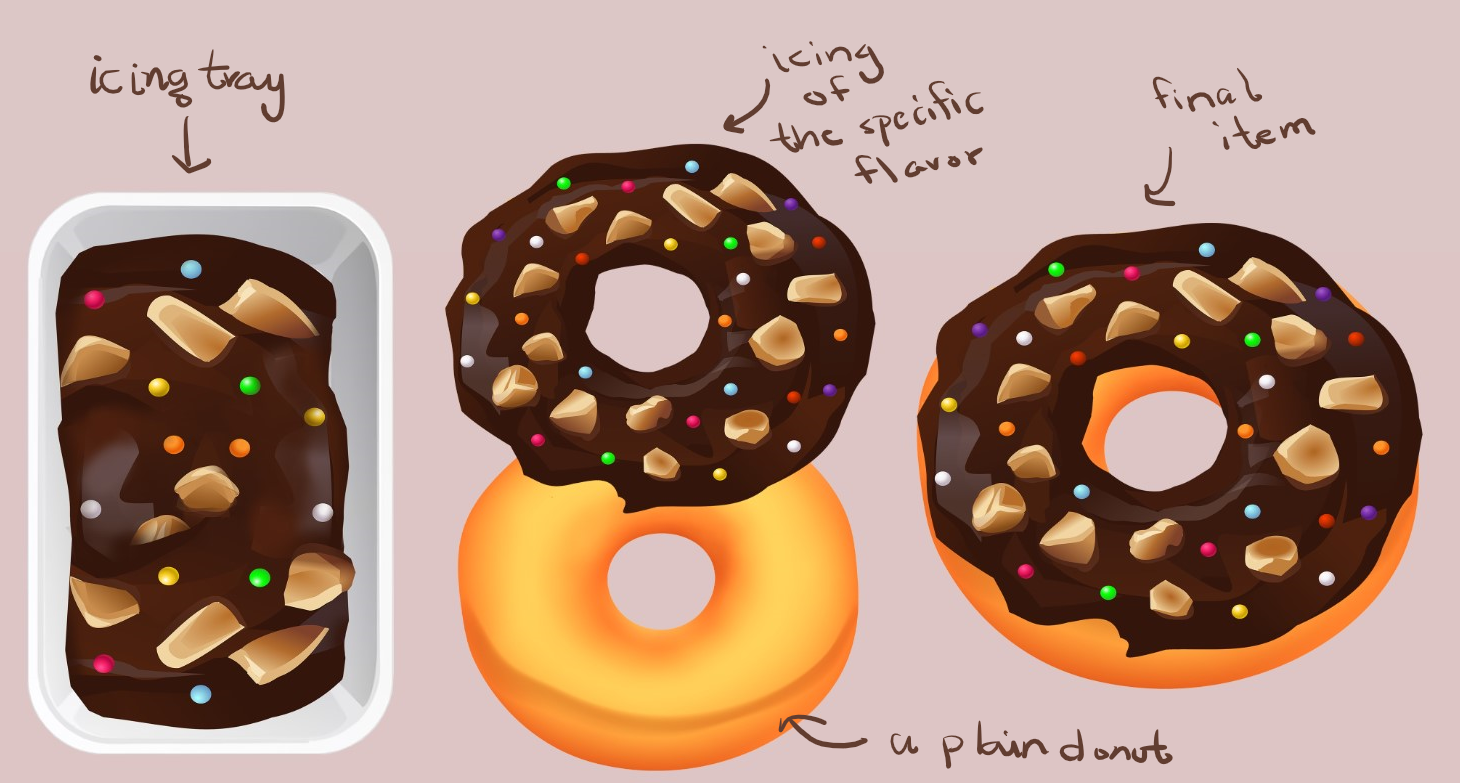 icing tray
icing
of
the specific
flavor
final
item
a plain donut